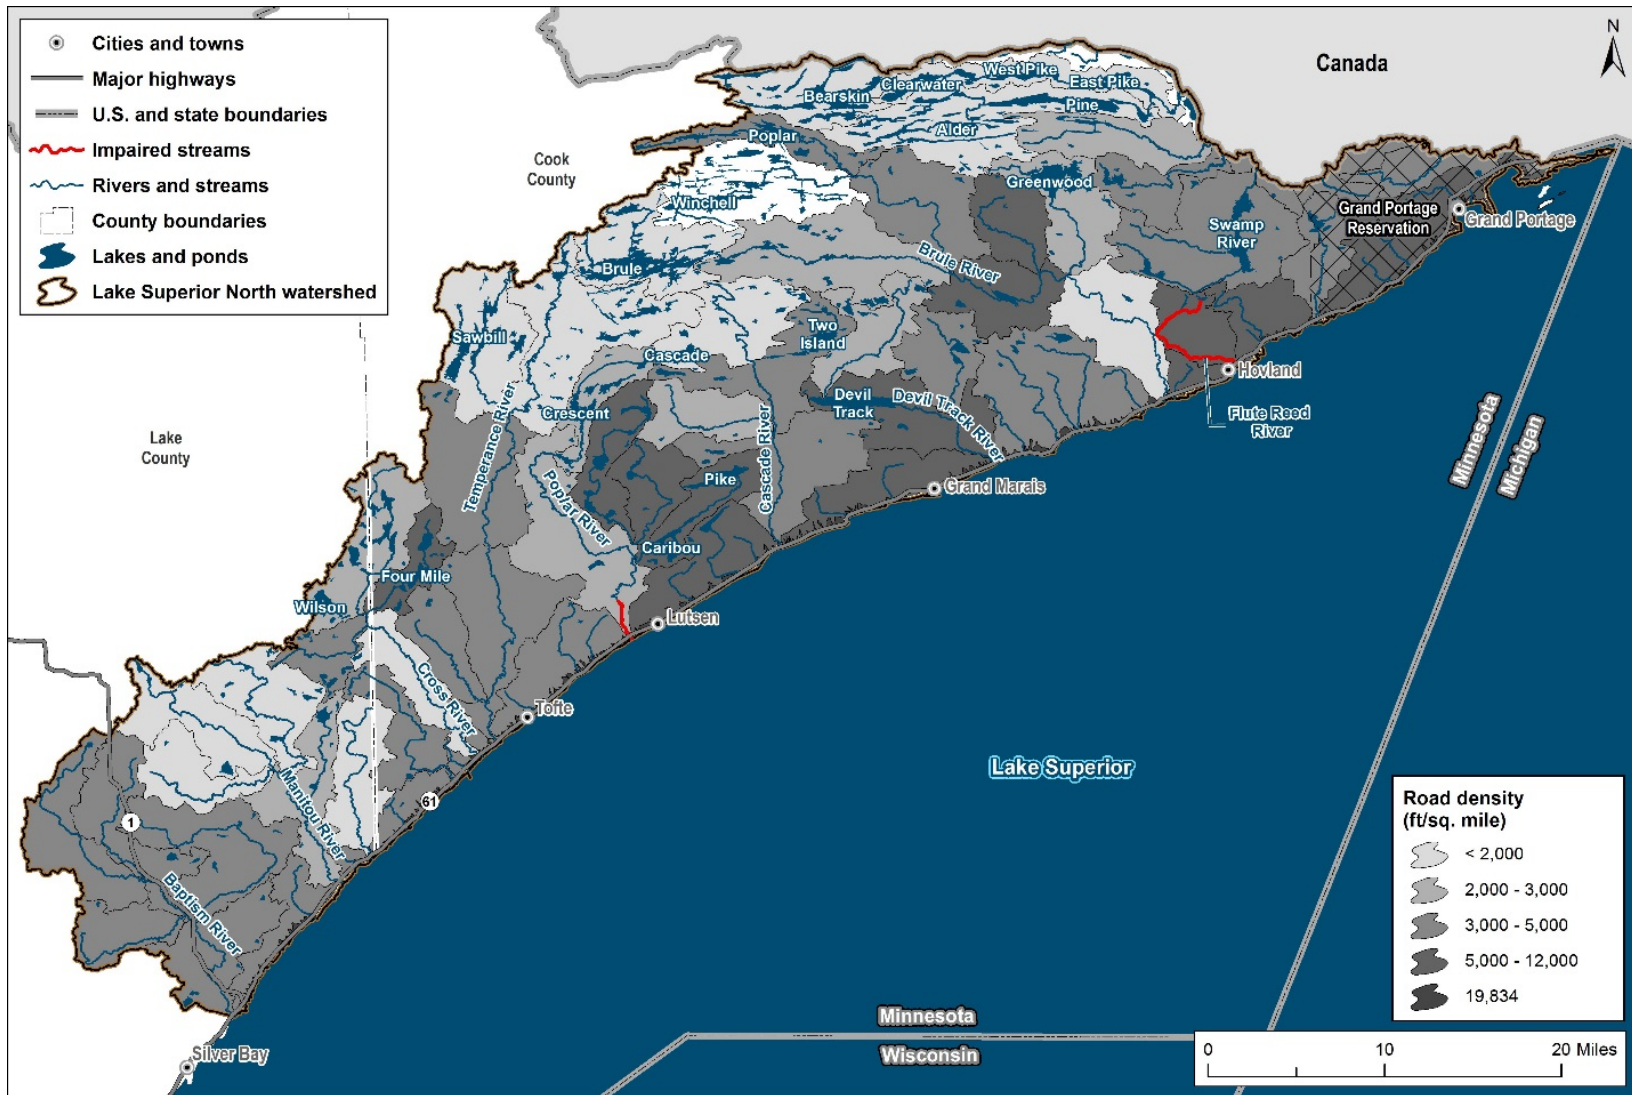 Cities and towns
Major highways
U.S. and state boundaries
Impaired streams
Rivers and streams
County boundaries
Lakes and ponds
Lake Superior North watershed
N
Canada
Cook
County
Lake
County
West Pike
Clearwater
East Pike
Bearskin
Pine
Alder
Poplar
Greenwood
Winchell
Grand Portage
Reservation
Grand Portage
Swamp
River
Brule River
Brule
Two
Island
Sawbill
Cascade
Hovland
Flute Reed
River
Crescent
Devil
Track
Devil Track River
Temperance River
Cascade River
Poplar River
Pike
Grand Marais
Minnesota
Michigan
Caribou
Four Mile
Wilson
Lutsen
Cross River
Tofte
Lake Superior
Manitou River
61
1
Baptism River
Silver Bay
Minnesota
Wisconsin
Road density
(ft/sq. mile)
< 2,000
2,000 - 3,000
3,000 - 5,000
5,000 - 12,000
19,834
0 10 20 Miles